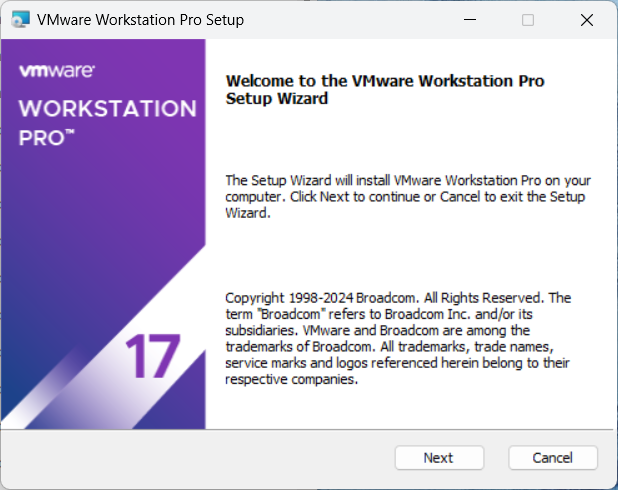 VMware Workstation Pro Setup
vmware®
WORKSTATION
PRO™
17
Welcome to the VMware Workstation Pro
Setup Wizard
The Setup Wizard will install VMware Workstation Pro on your
computer. Click Next to continue or Cancel to exit the Setup
Wizard.
Copyright 1998-2024 Broadcom. All Rights Reserved. The
term "Broadcom" refers to Broadcom Inc. and/or its
subsidiaries. VMware and Broadcom are among the
trademarks of Broadcom. All trademarks, trade names,
service marks and logos referenced herein belong to their
respective companies.
Next
Cancel